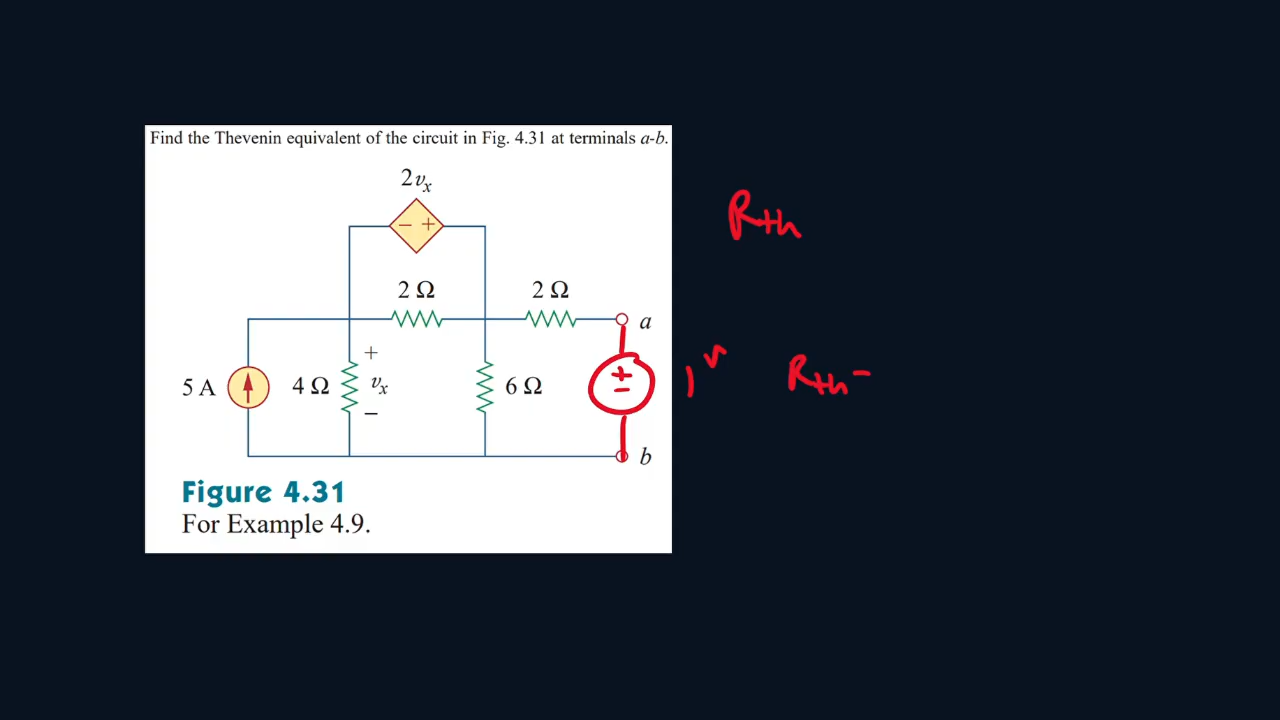 Find the Thevenin equivalent of the circuit in Fig. 4.31 at terminals a-b.
2vx
− +
Rth
2 Ω 2 Ω
a
+
5 A 4 Ω vx 6 Ω + − 1v Rth =
−
b
Figure 4.31
For Example 4.9.